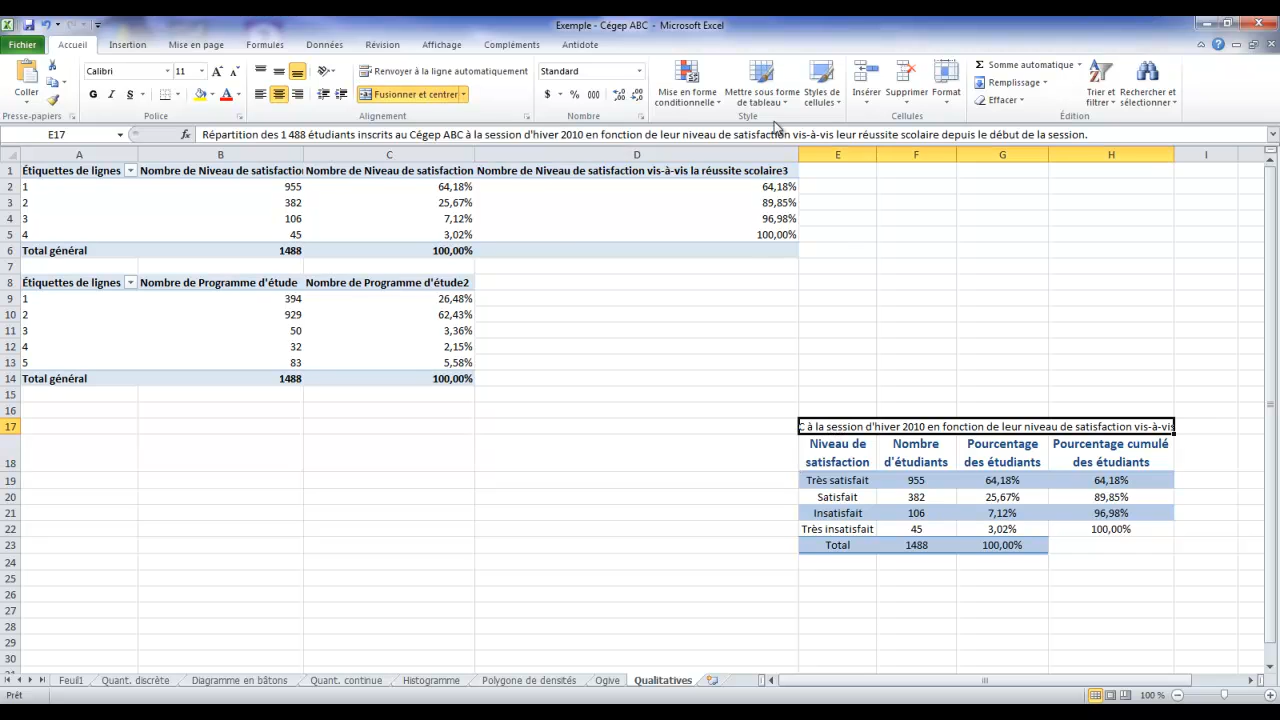 Exemple - Cégep ABC - Microsoft Excel
Fichier Accueil Insertion Mise en page Formules Données Révision Affichage Compléments Antidote
Coller
Calibri 11
G N S A A A
Renvoyer à la ligne automatiquement
Fusionner et centrer
Standard
$ % 000
Mise en forme conditionnelle
Mettre sous forme de tableau
Styles de cellules
Insérer Supprimer Format
Σ Somme automatique
Remplissage
Effacer
Trier et filtrer
Rechercher et sélectionner
Presse-papiers Police Alignement Nombre Style Cellules Édition
E17 fx Répartition des 1 488 étudiants inscrits au Cégep ABC à la session d'hiver 2010 en fonction de leur niveau de satisfaction vis-à-vis leur réussite scolaire depuis le début de la session.
A B C D E F G H I
1 Étiquettes de lignes Nombre de Niveau de satisfaction Nombre de Niveau de satisfaction Nombre de Niveau de satisfaction vis-à-vis la réussite scolaire3
2 1 955 64,18% 64,18%
3 2 382 25,67% 89,85%
4 3 106 7,12% 96,98%
5 4 45 3,02% 100,00%
6 Total général 1488 100,00%
7
8 Étiquettes de lignes Nombre de Programme d'étude Nombre de Programme d'étude2
9 1 394 26,48%
10 2 929 62,43%
11 3 50 3,36%
12 4 32 2,15%
13 5 83 5,58%
14 Total général 1488 100,00%
15
16
17 C à la session d'hiver 2010 en fonction de leur niveau de satisfaction vis-à-vis
18 Niveau de satisfaction Nombre d'étudiants Pourcentage des étudiants Pourcentage cumulé des étudiants
19 Très satisfait 955 64,18% 64,18%
20 Satisfait 382 25,67% 89,85%
21 Insatisfait 106 7,12% 96,98%
22 Très insatisfait 45 3,02% 100,00%
23 Total 1488 100,00%
24
25
26
27
28
29
30
Feuil1 Quant. discrète Diagramme en bâtons Quant. continue Histogramme Polygone de densités Ogive Qualitatives
Prêt 100 %